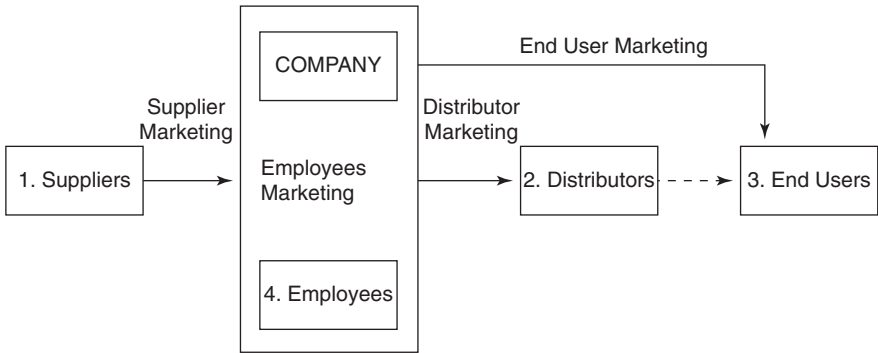 End User Marketing
COMPANY
Supplier
Marketing
Distributor
Marketing
1. Suppliers
Employees
Marketing
2. Distributors
3. End Users
4. Employees